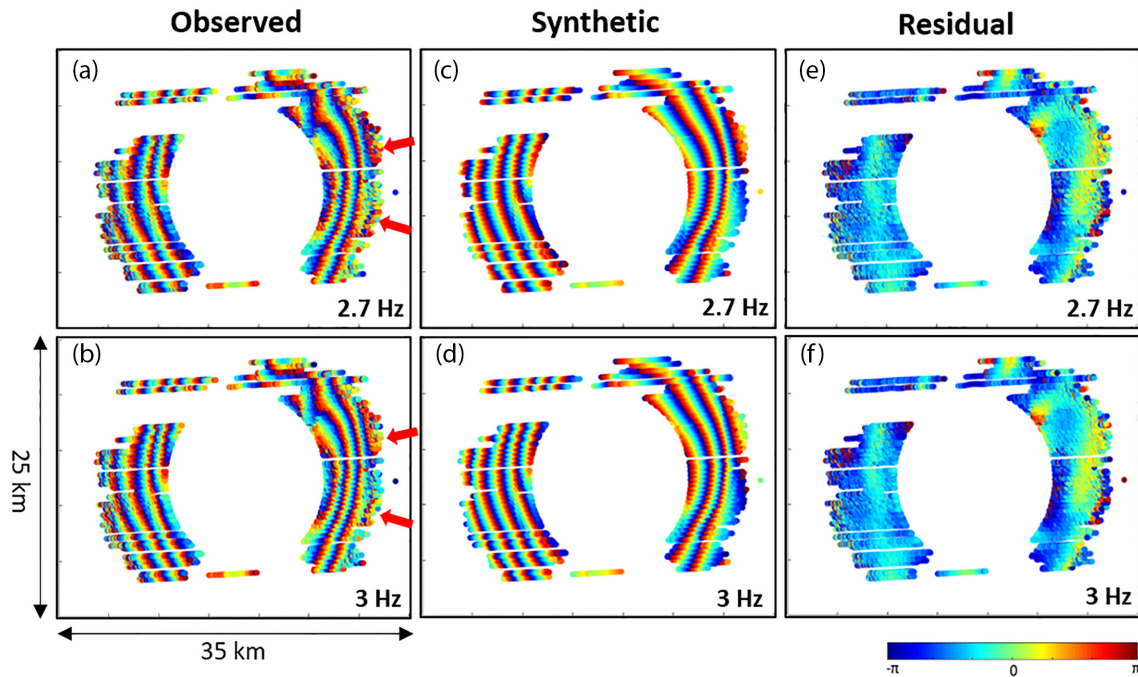 Observed
Synthetic
Residual
(a)
(c)
(e)
2.7 Hz
2.7 Hz
2.7 Hz
(b)
(d)
(f)
25 km
3 Hz
3 Hz
3 Hz
35 km
-π
0
π